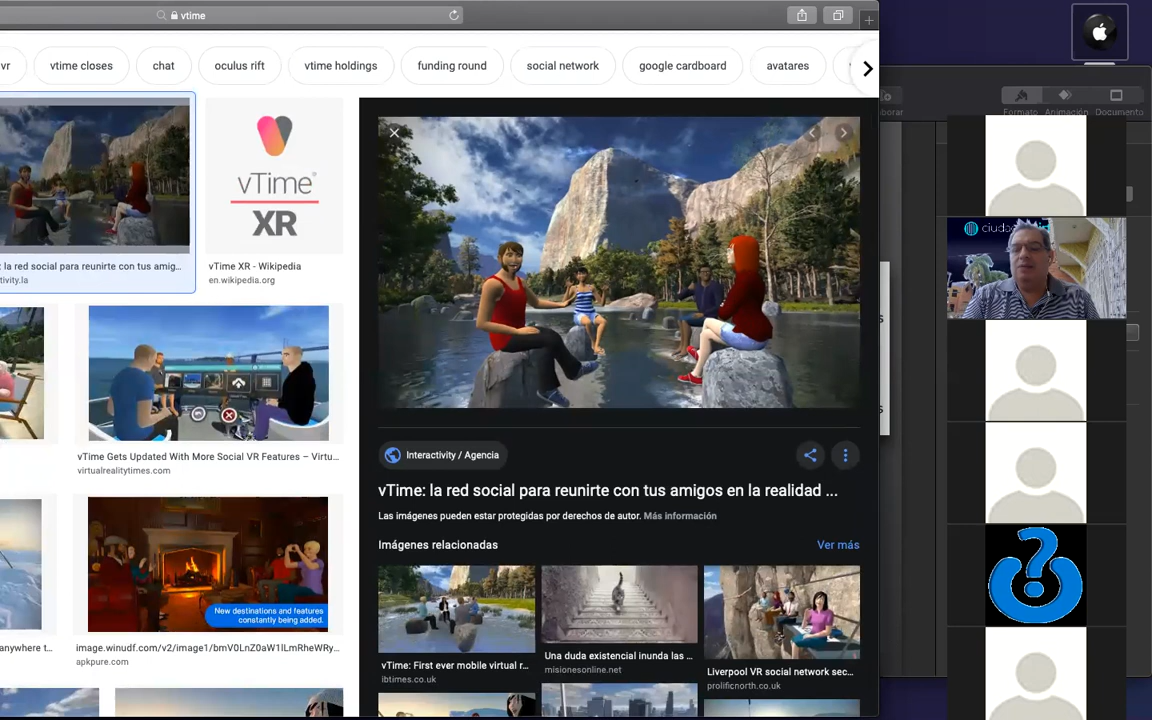 vtime
vr
vtime closes
chat
oculus rift
vtime holdings
funding round
social network
google cardboard
avatares
orar
Formato
Animación
Documento
vTime®
XR
: la red social para reunirte con tus amig...
tivity.la
vTime XR - Wikipedia
en.wikipedia.org
vTime Gets Updated With More Social VR Features – Virtu...
virtualrealitytimes.com
New destinations and features
constantly being added.
anywhere t...
image.winudf.com/v2/image1/bmV0LnZ0aW1lLmRheWRy...
apkpure.com
Interactivity / Agencia
vTime: la red social para reunirte con tus amigos en la realidad ...
Las imágenes pueden estar protegidas por derechos de autor. Más información
Imágenes relacionadas
Ver más
vTime: First ever mobile virtual r...
ibtimes.co.uk
Una duda existencial inunda las ...
misionesonline.net
Liverpool VR social network sec...
prolificnorth.co.uk
ciudad